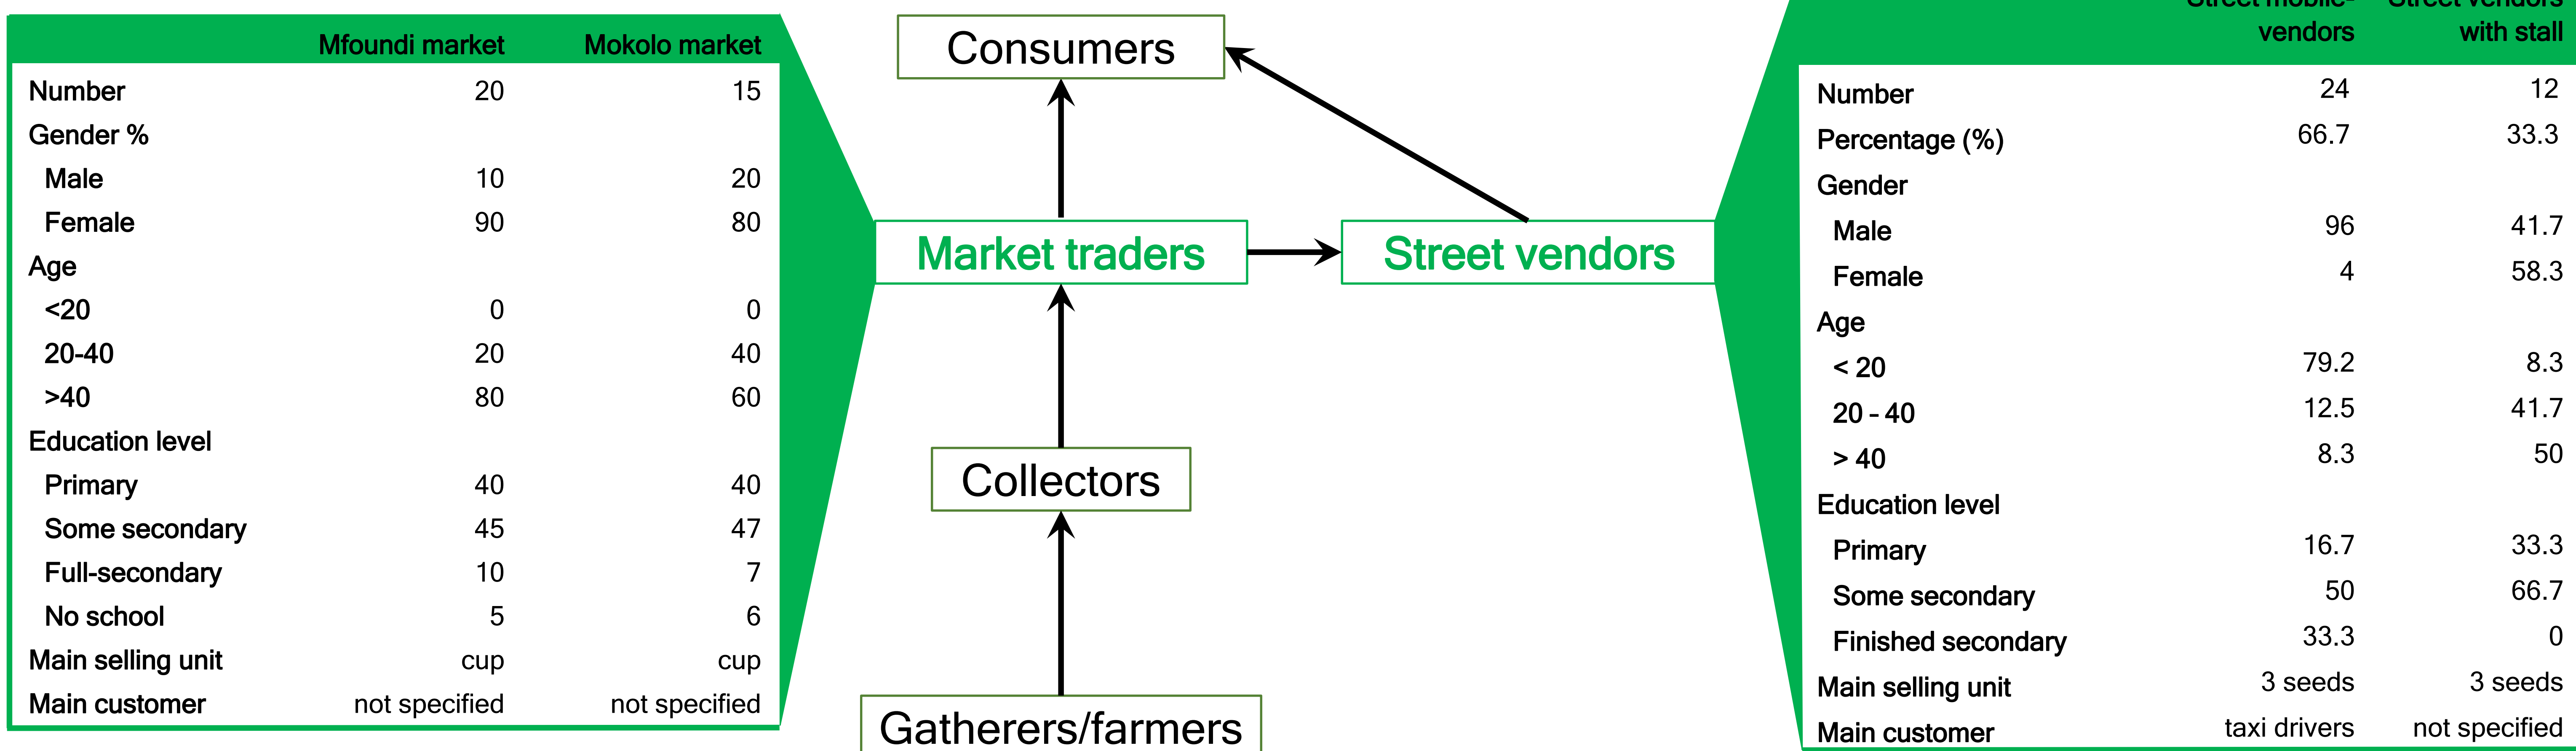 Mfoundi market Mokolo market
Number 20 15
Gender %
Male 10 20
Female 90 80
Age
<20 0 0
20-40 20 40
>40 80 60
Education level
Primary 40 40
Some secondary 45 47
Full-secondary 10 7
No school 5 6
Main selling unit cup cup
Main customer not specified not specified
Consumers
Market traders
Street vendors
Collectors
Gatherers/farmers
Street mobile- Street vendors
vendors with stall
Number 24 12
Percentage (%) 66.7 33.3
Gender
Male 96 41.7
Female 4 58.3
Age
< 20 79.2 8.3
20 - 40 12.5 41.7
> 40 8.3 50
Education level
Primary 16.7 33.3
Some secondary 50 66.7
Finished secondary 33.3 0
Main selling unit 3 seeds 3 seeds
Main customer taxi drivers not specified